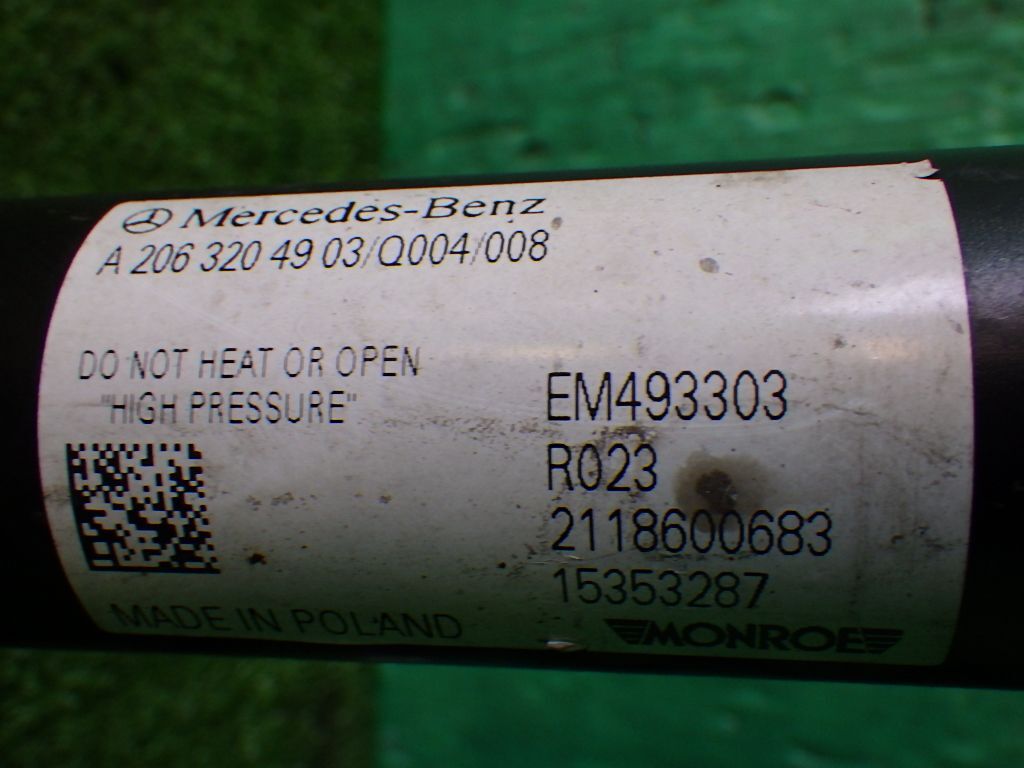 Mercedes-Benz
A 206 320 49 03/Q004/008
DO NOT HEAT OR OPEN
"HIGH PRESSURE"
EM493303
R023
2118600683
15353287
MADE IN POLAND
MONROE